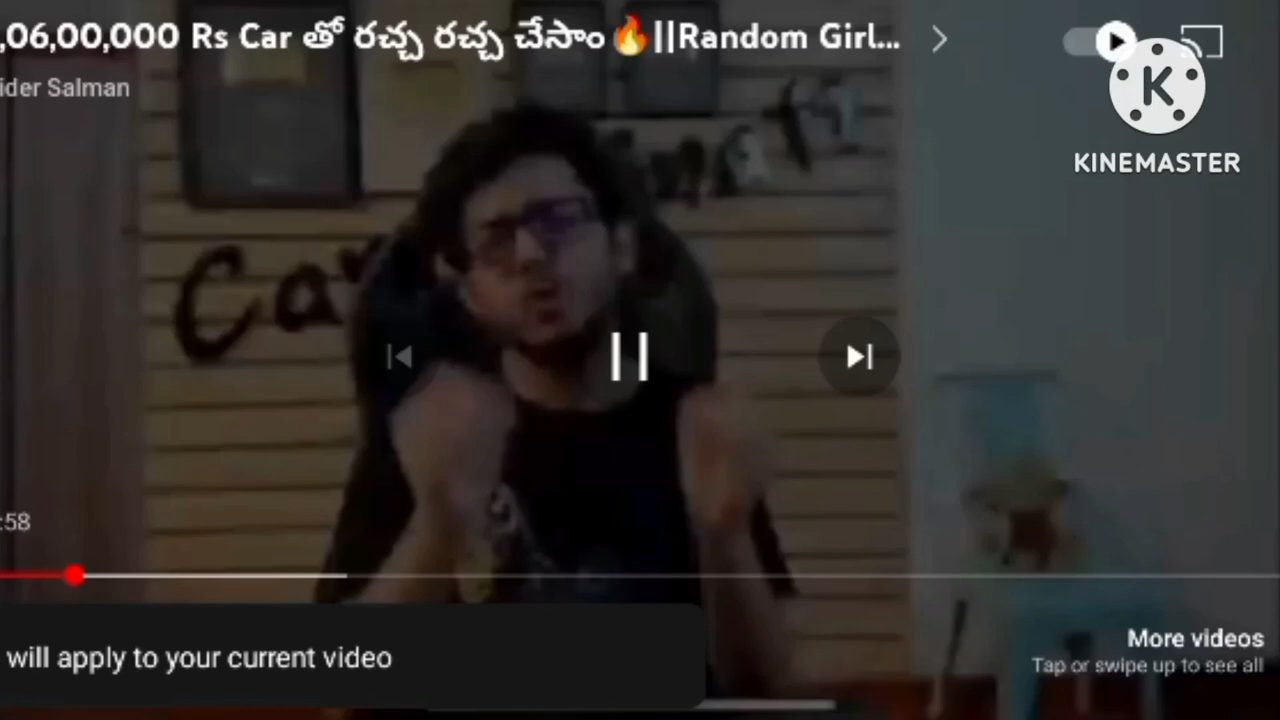 ,06,00,000 Rs Car తో రచ్చ రచ్చ చేసాం🔥||Random Girl...
ider Salman
K
KINEMASTER
Car
:58
will apply to your current video
More videos
Tap or swipe up to see all